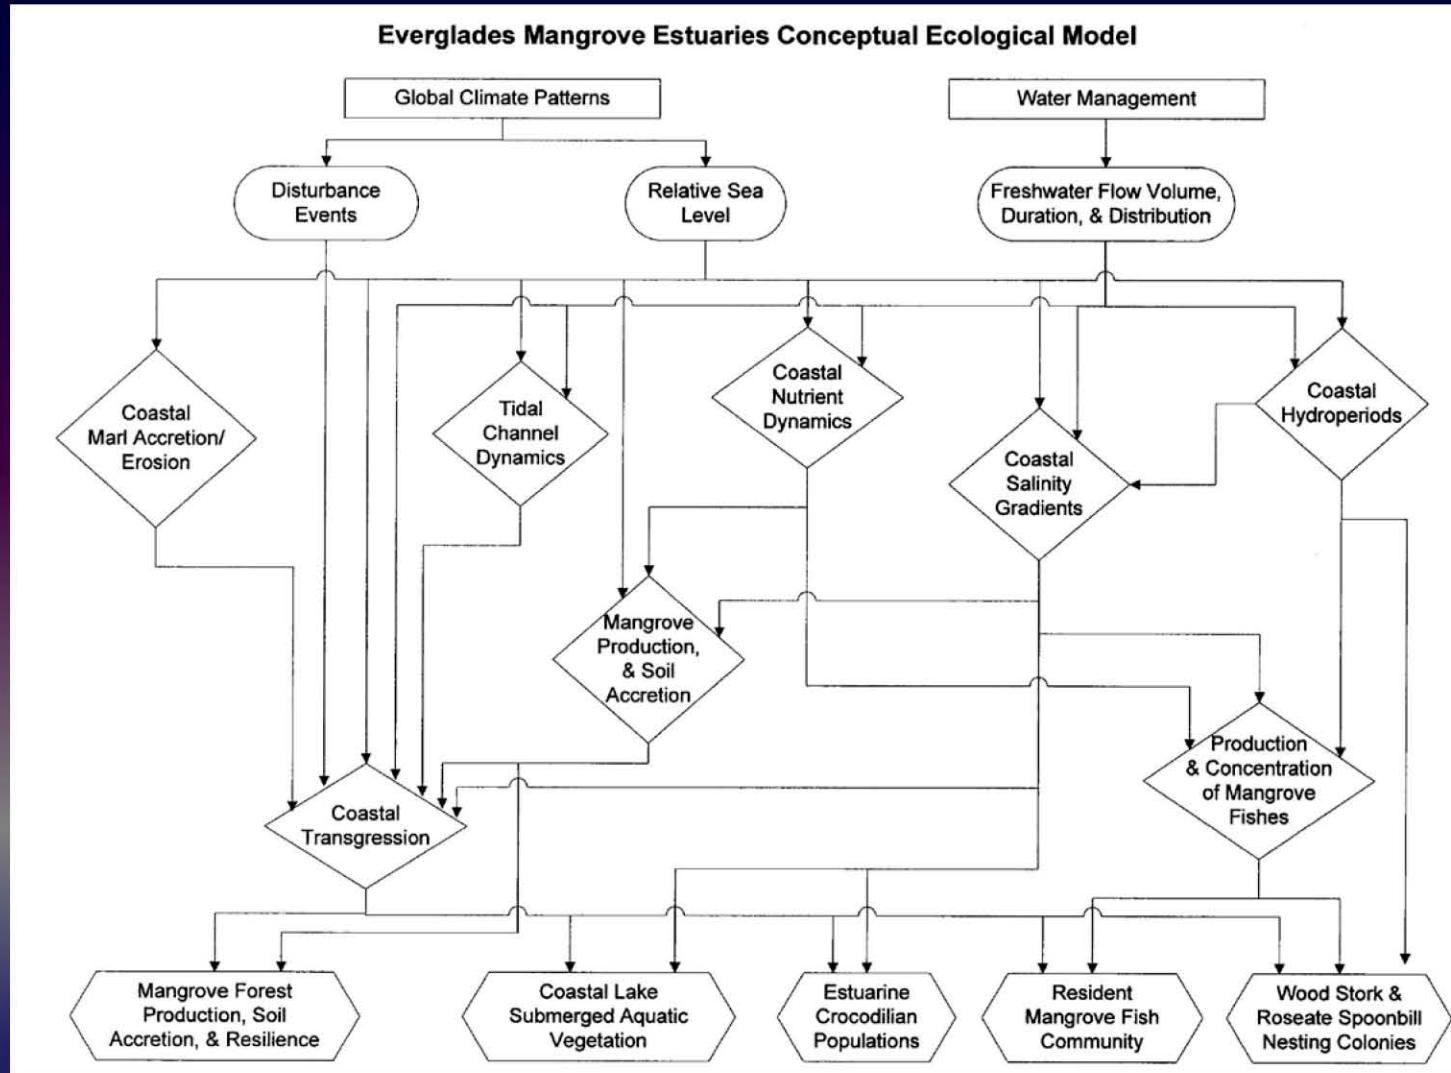 Everglades Mangrove Estuaries Conceptual Ecological Model
Global Climate Patterns
Water Management
Disturbance
Events
Relative Sea
Level
Freshwater Flow Volume,
Duration, & Distribution
Coastal
Marl Accretion/
Erosion
Tidal
Channel
Dynamics
Coastal
Nutrient
Dynamics
Coastal
Salinity
Gradients
Coastal
Hydroperiods
Mangrove
Production,
& Soil
Accretion
Production
& Concentration
of Mangrove
Fishes
Coastal
Transgression
Mangrove Forest
Production, Soil
Accretion, & Resilience
Coastal Lake
Submerged Aquatic
Vegetation
Estuarine
Crocodilian
Populations
Resident
Mangrove Fish
Community
Wood Stork &
Roseate Spoonbill
Nesting Colonies